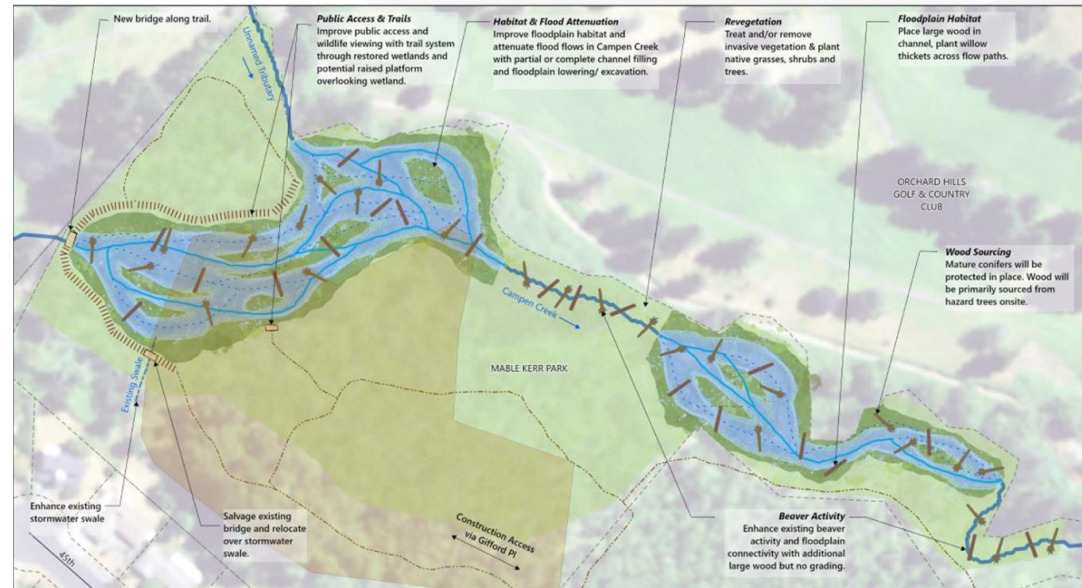 New bridge along trail.
Public Access & Trails
Improve public access and
wildlife viewing with trail system
through restored wetlands and
potential raised platform
overlooking wetland.
Habitat & Flood Attenuation
Improve floodplain habitat and
attenuate flood flows in Campen Creek
with partial or complete channel filling
and floodplain lowering/ excavation.
Revegetation
Treat and/or remove
invasive vegetation & plant
native grasses, shrubs and
trees.
Floodplain Habitat
Place large wood in
channel, plant willow
thickets across flow paths.
Unnamed Tributary
ORCHARD HILLS
GOLF & COUNTRY
CLUB
Wood Sourcing
Mature conifers will be
protected in place. Wood will
be primarily sourced from
hazard trees onsite.
Campen Creek
MABLE KERR PARK
Existing Swale
Enhance existing
stormwater swale
Salvage existing
bridge and relocate
over stormwater
swale.
45th
Construction Access
via Gifford Pl
Beaver Activity
Enhance existing beaver
activity and floodplain
connectivity with additional
large wood but no grading.